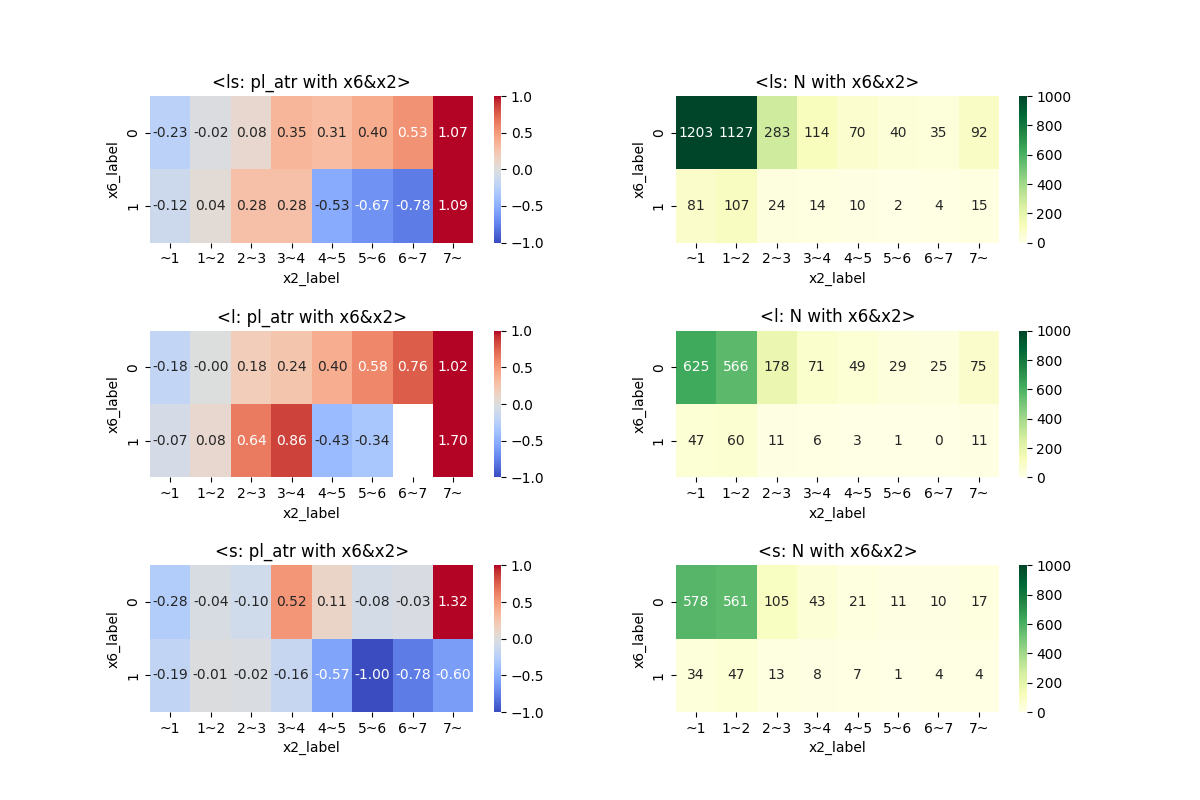 <ls: pl_atr with x6&x2>
x6_label
0 -0.23 -0.02 0.08 0.35 0.31 0.40 0.53 1.07
1 -0.12 0.04 0.28 0.28 -0.53 -0.67 -0.78 1.09
~1 1~2 2~3 3~4 4~5 5~6 6~7 7~
x2_label
1.0
0.5
0.0
−0.5
−1.0
<ls: N with x6&x2>
x6_label
0 1203 1127 283 114 70 40 35 92
1 81 107 24 14 10 2 4 15
~1 1~2 2~3 3~4 4~5 5~6 6~7 7~
x2_label
1000
800
600
400
200
0
<l: pl_atr with x6&x2>
x6_label
0 -0.18 -0.00 0.18 0.24 0.40 0.58 0.76 1.02
1 -0.07 0.08 0.64 0.86 -0.43 -0.34 1.70
~1 1~2 2~3 3~4 4~5 5~6 6~7 7~
x2_label
1.0
0.5
0.0
−0.5
−1.0
<l: N with x6&x2>
x6_label
0 625 566 178 71 49 29 25 75
1 47 60 11 6 3 1 0 11
~1 1~2 2~3 3~4 4~5 5~6 6~7 7~
x2_label
1000
800
600
400
200
0
<s: pl_atr with x6&x2>
x6_label
0 -0.28 -0.04 -0.10 0.52 0.11 -0.08 -0.03 1.32
1 -0.19 -0.01 -0.02 -0.16 -0.57 -1.00 -0.78 -0.60
~1 1~2 2~3 3~4 4~5 5~6 6~7 7~
x2_label
1.0
0.5
0.0
−0.5
−1.0
<s: N with x6&x2>
x6_label
0 578 561 105 43 21 11 10 17
1 34 47 13 8 7 1 4 4
~1 1~2 2~3 3~4 4~5 5~6 6~7 7~
x2_label
1000
800
600
400
200
0